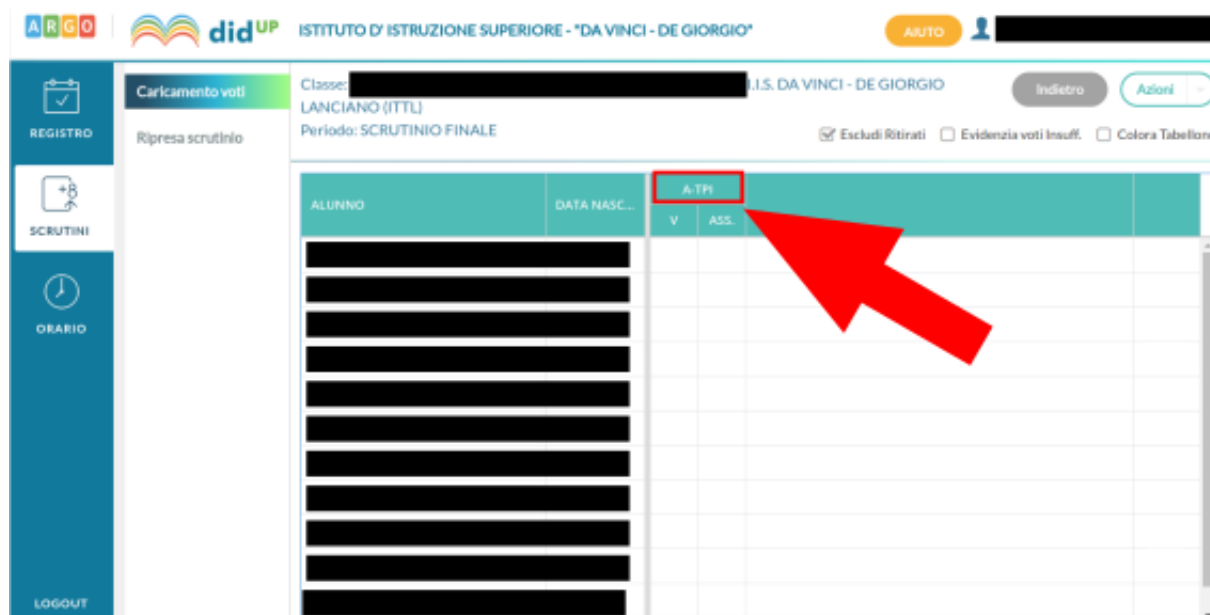 ARGO
didUP
ISTITUTO D' ISTRUZIONE SUPERIORE - "DA VINCI - DE GIORGIO"
AIUTO
REGISTRO
SCRUTINI
ORARIO
LOGOUT
Caricamento voti
Ripresa scrutinio
Classe: I.I.S. DA VINCI - DE GIORGIO
LANCIANO (ITTL)
Periodo: SCRUTINIO FINALE
Indietro
Azioni
Escludi Ritirati
Evidenzia voti Insuff.
Colora Tabellone
ALUNNO
DATA NASC...
A-TPI
V
ASS.